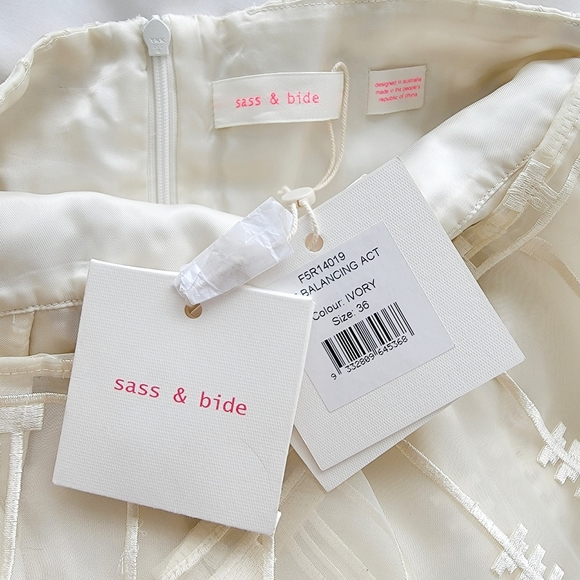 sass & bide
designed in australia
made in the people's
republic of china
F5R14019
BALANCING ACT
Colour: IVORY
Size: 36
9 332809 645368
sass & bide